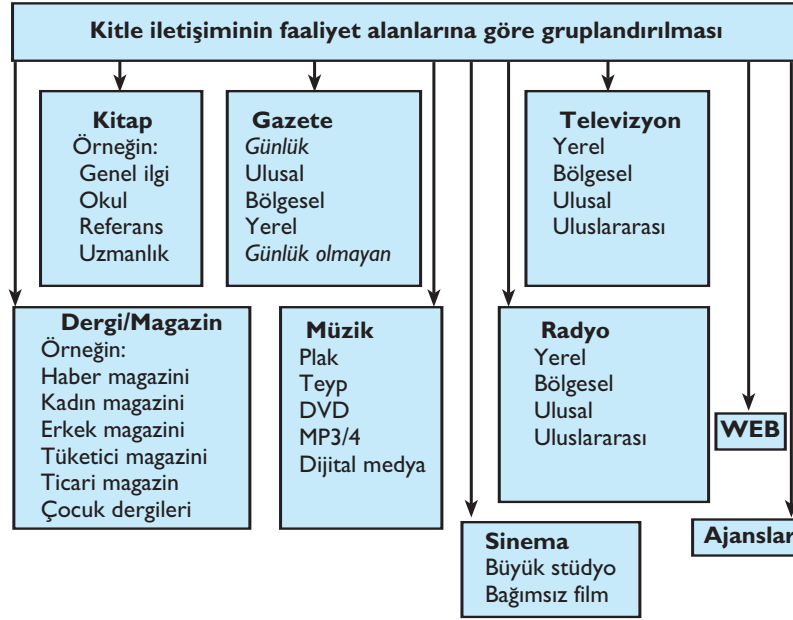 Kitle iletişiminin faaliyet alanlarına göre gruplandırılması
Kitap
Örneğin:
Genel ilgi
Okul
Referans
Uzmanlık
Gazete
Günlük
Ulusal
Bölgesel
Yerel
Günlük olmayan
Televizyon
Yerel
Bölgesel
Ulusal
Uluslararası
Dergi/Magazin
Örneğin:
Haber magazini
Kadın magazini
Erkek magazini
Tüketici magazini
Ticari magazin
Çocuk dergileri
Müzik
Plak
Teyp
DVD
MP3/4
Dijital medya
Radyo
Yerel
Bölgesel
Ulusal
Uluslararası
WEB
Sinema
Büyük stüdyo
Bağımsız film
Ajanslar